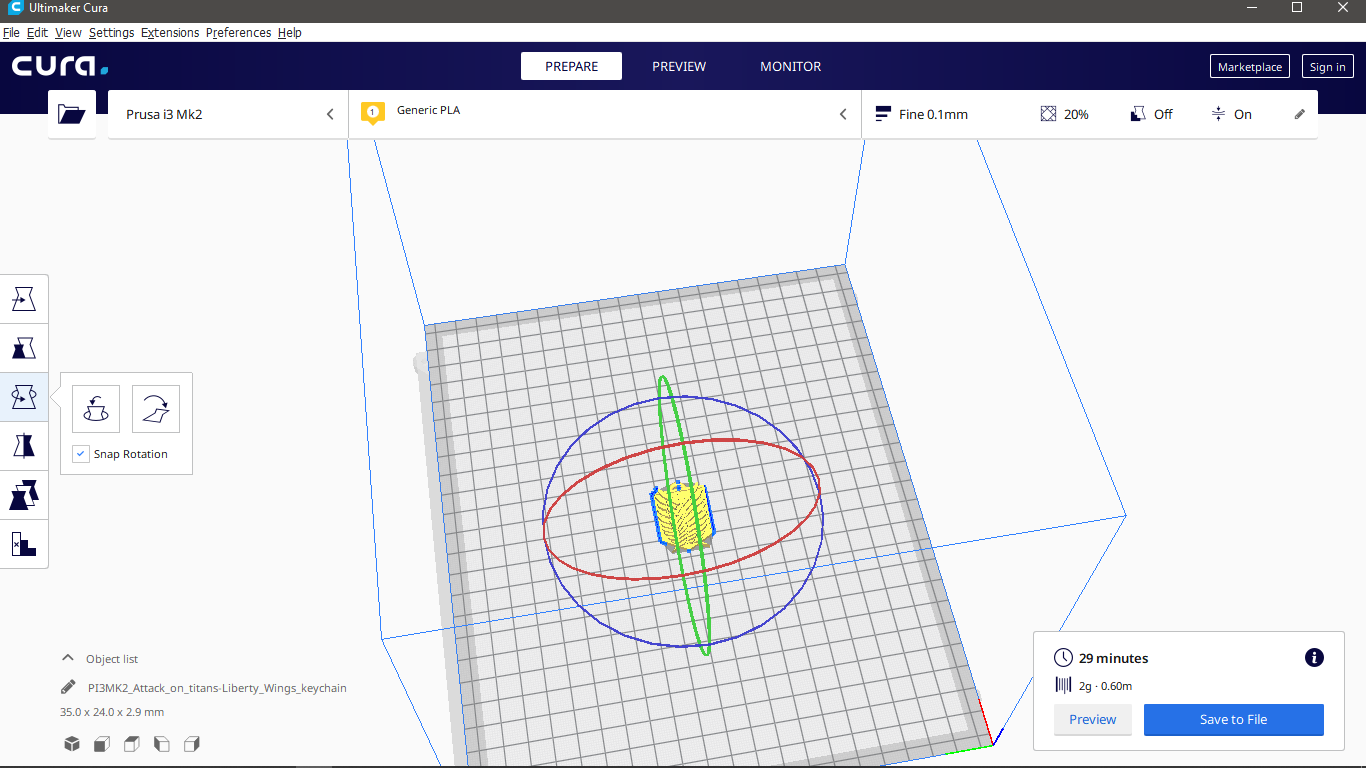 Ultimaker Cura
File Edit View Settings Extensions Preferences Help
cura.
PREPARE PREVIEW MONITOR
Marketplace Sign in
Prusa i3 Mk2
1 Generic PLA
Fine 0.1mm 20% Off On
Snap Rotation
Object list
PI3MK2_Attack_on_titans-Liberty_Wings_keychain
35.0 x 24.0 x 2.9 mm
29 minutes
2g · 0.60m
Preview Save to File